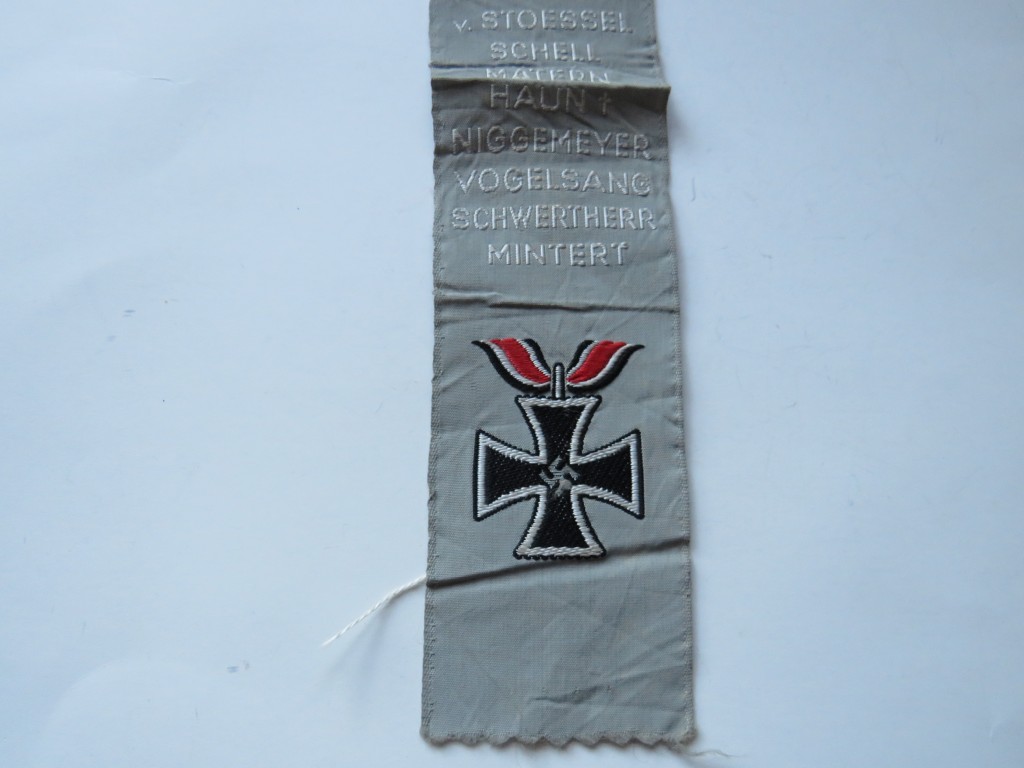 v. STOESSEL
SCHELL
MATERN
HAUN †
NIGGEMEYER
VOGELSANG
SCHWERTHERR
MINTERT